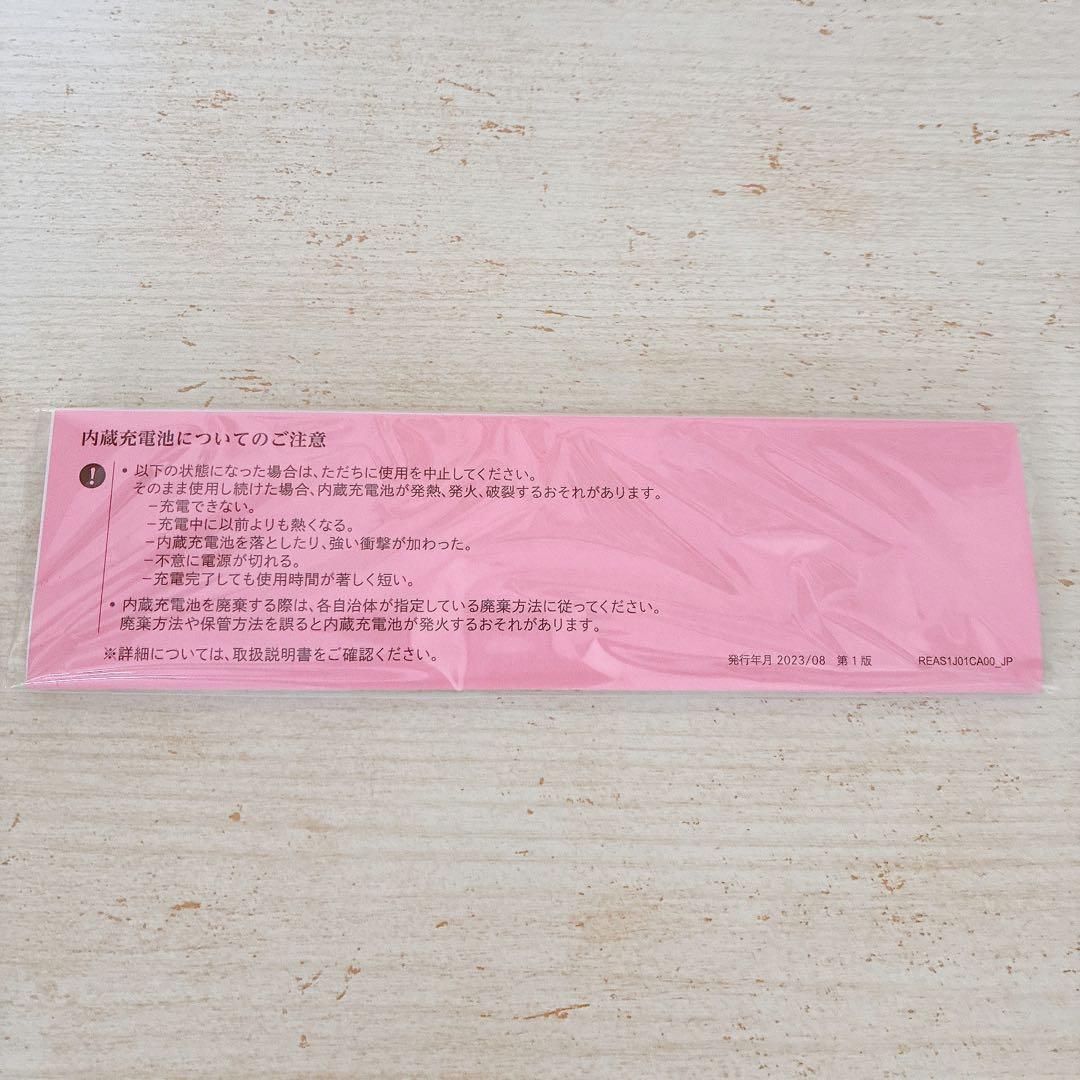 内蔵充電池についてのご注意
• 以下の状態になった場合は、ただちに使用を中止してください。
そのまま使用し続けた場合、内蔵充電池が発熱、発火、破裂するおそれがあります。
−充電できない。
−充電中に以前よりも熱くなる。
−内蔵充電池を落としたり、強い衝撃が加わった。
−不意に電源が切れる。
−充電完了しても使用時間が著しく短い。
• 内蔵充電池を廃棄する際は、各自治体が指定している廃棄方法に従ってください。
廃棄方法や保管方法を誤ると内蔵充電池が発火するおそれがあります。
※詳細については、取扱説明書をご確認ください。
発行年月 2023/08 第1版 REAS1J01CA00_JP